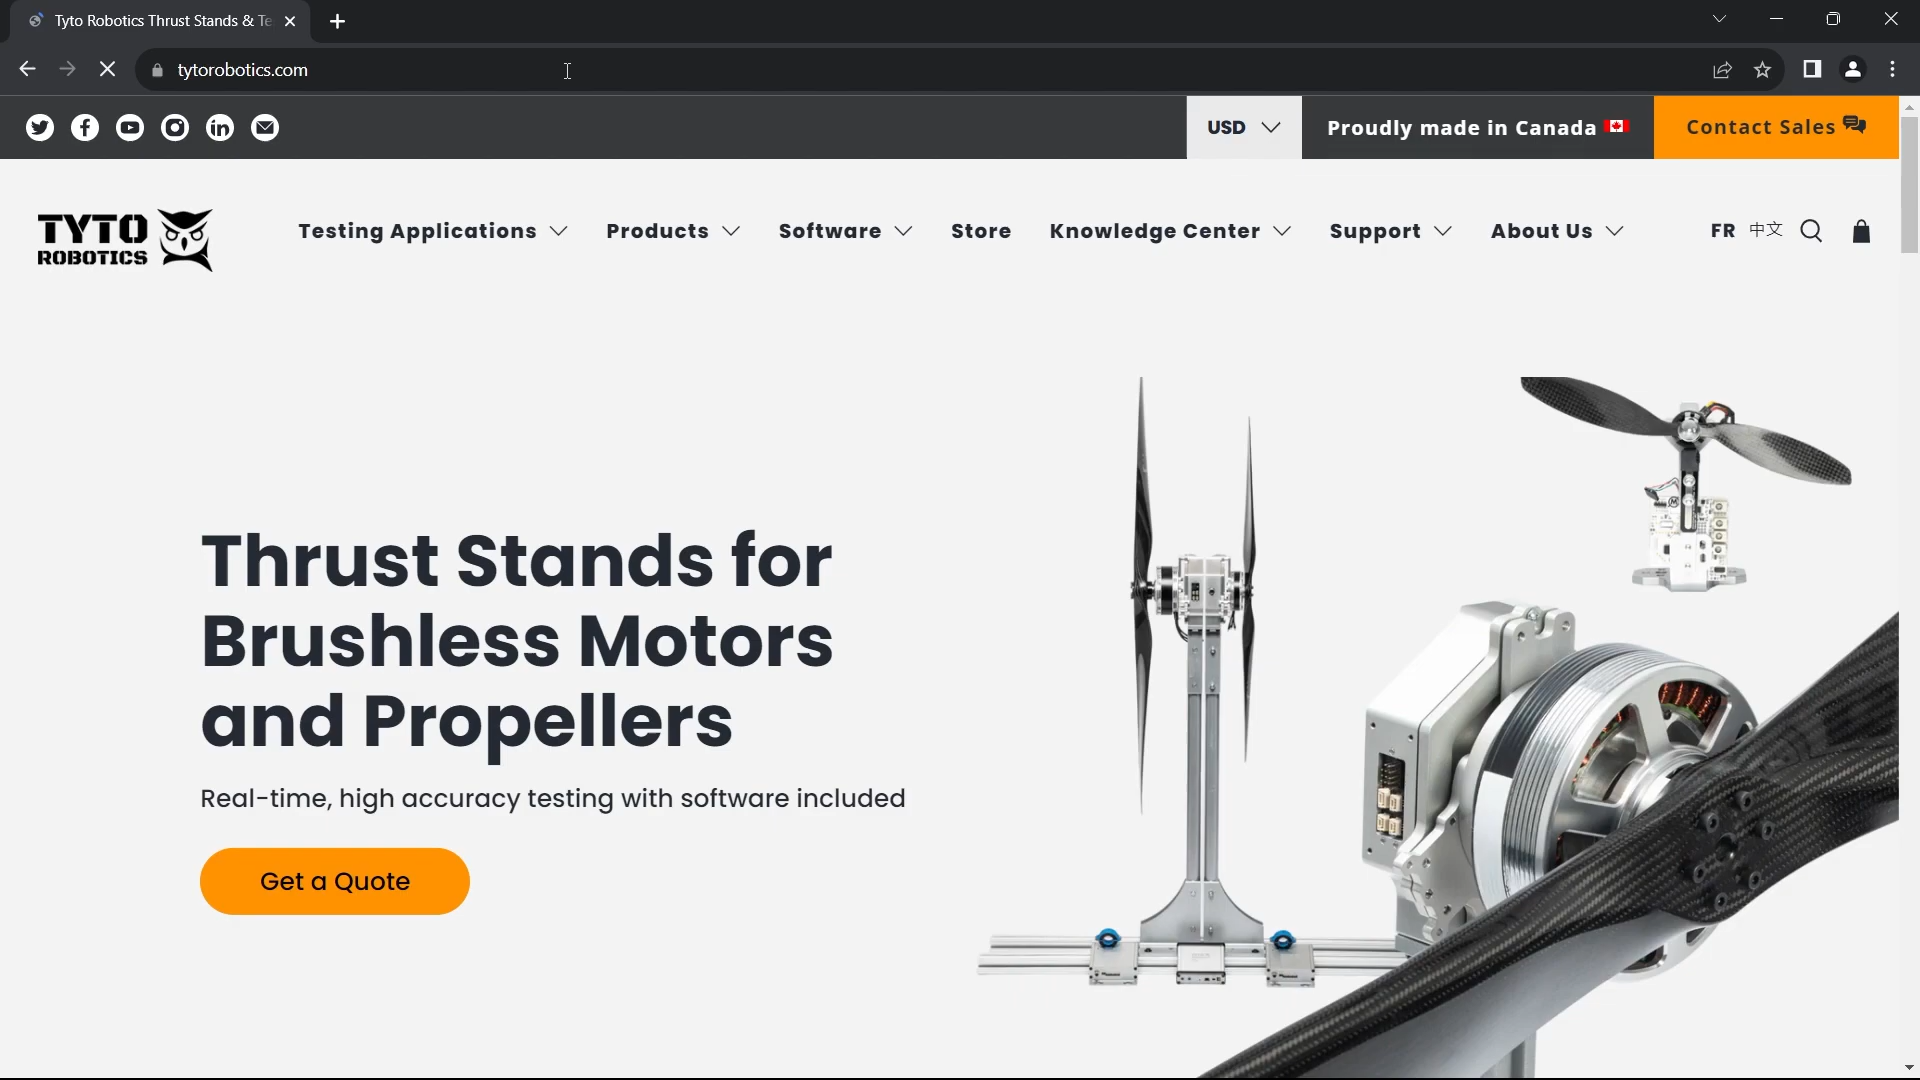 Tyto Robotics Thrust Stands & Te
tytorobotics.com
USD
Proudly made in Canada
Contact Sales
TYTO
ROBOTICS
Testing Applications
Products
Software
Store
Knowledge Center
Support
About Us
FR
中文
Thrust Stands for
Brushless Motors
and Propellers
Real-time, high accuracy testing with software included
Get a Quote